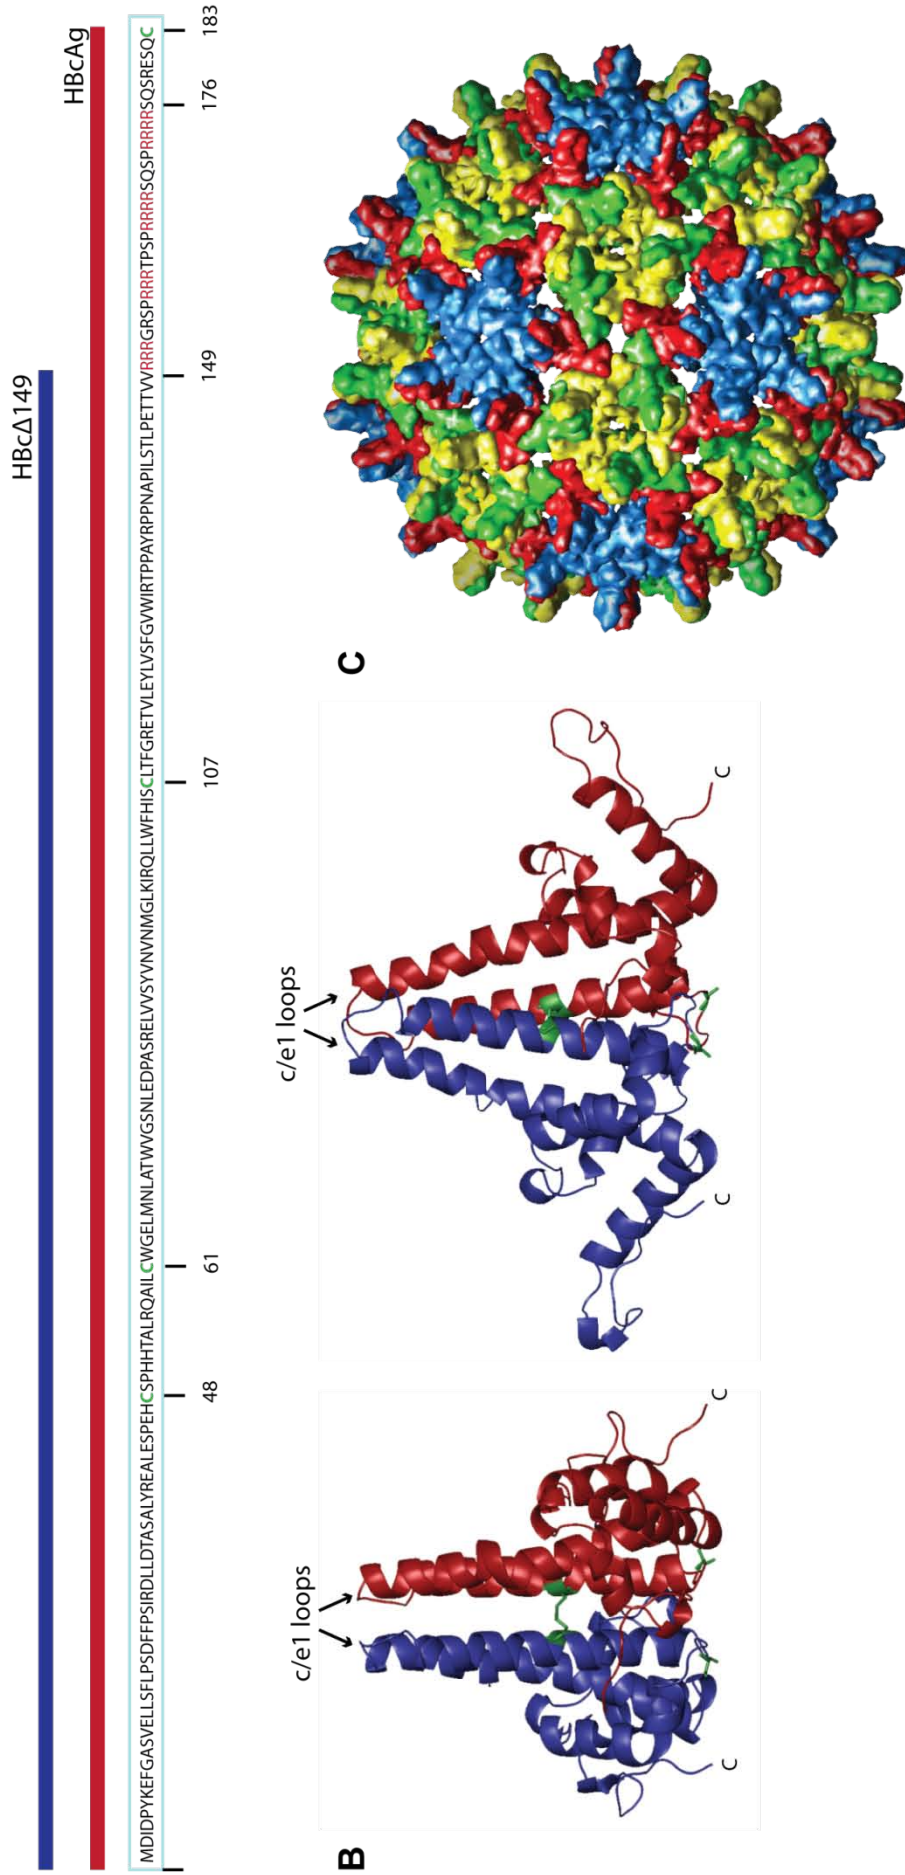 HBcΔ149
HBcAg
MDIDPYKEFGASVELLSFLPSDFFPSIRDLLDTASALYREALESPEHCSPHHTALRQAILCWGELMNLATWVGSNLEDPASRELVVSYVNVNMGLKIRQLLWFHISCLTFGRETVLEYLVSFGVWIRTPPAYRPPNAPILSTLPETTVVRRRGRSPRRRTPSPRRRRSQSPRRRRSQSRESQC
48 61 107 149 176 183
B
c/e1 loops
C
C
c/e1 loops
C
C
C